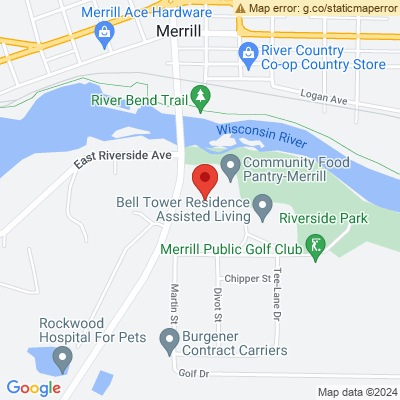 Map error: g.co/staticmaperror
Merrill Ace Hardware
Merrill
River Country
Co-op Country Store
Logan Ave
River Bend Trail
Wisconsin River
East Riverside Ave
Community Food
Pantry-Merrill
Bell Tower Residence
Assisted Living
Riverside Park
Merrill Public Golf Club
Chipper St
Martin St
Divot St
Tee-Lane Dr
Rockwood
Hospital For Pets
Burgener
Contract Carriers
Golf Dr
Google
Map data ©2024